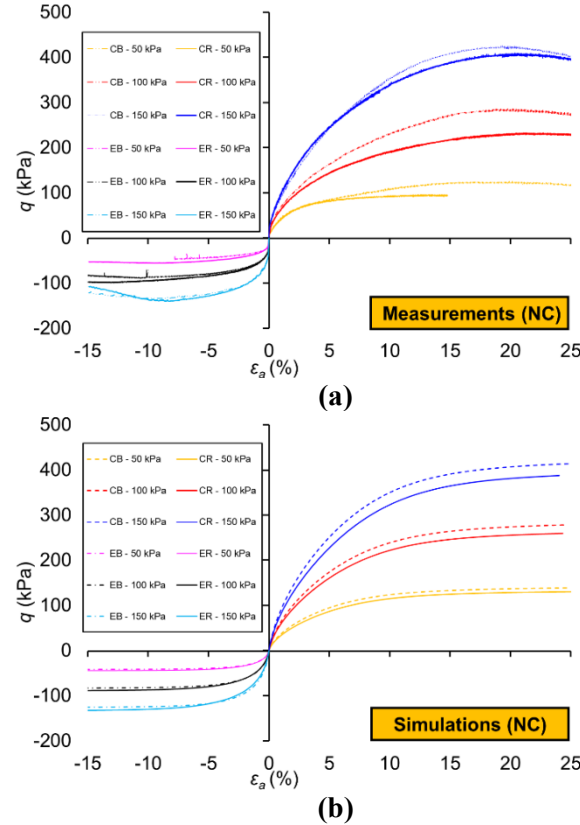 (a)
500
400
300
200
100
0
-100
-200
q (kPa)
CB - 50 kPa CR - 50 kPa
CB - 100 kPa CR - 100 kPa
CB - 150 kPa CR - 150 kPa
EB - 50 kPa ER - 50 kPa
EB - 100 kPa ER - 100 kPa
EB - 150 kPa ER - 150 kPa
Measurements (NC)
-15 -10 -5 0 5 10 15 20 25
εa (%)
(a)
500
400
300
200
100
0
-100
-200
q (kPa)
CB - 50 kPa CR - 50 kPa
CB - 100 kPa CR - 100 kPa
CB - 150 kPa CR - 150 kPa
EB - 50 kPa ER - 50 kPa
EB - 100 kPa ER - 100 kPa
EB - 150 kPa ER - 150 kPa
Simulations (NC)
-15 -10 -5 0 5 10 15 20 25
εa (%)
(b)